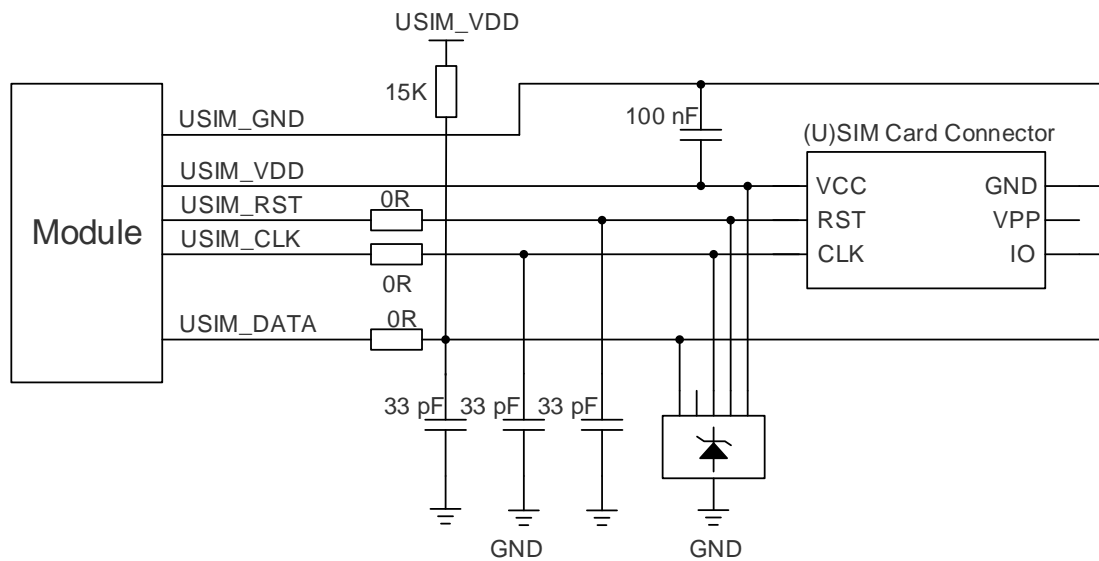 USIM_VDD
15K
USIM_GND
100 nF
(U)SIM Card Connector
USIM_VDD
VCC GND
USIM_RST 0R
RST VPP
Module
USIM_CLK
CLK IO
0R
USIM_DATA 0R
33 pF 33 pF 33 pF
GND GND